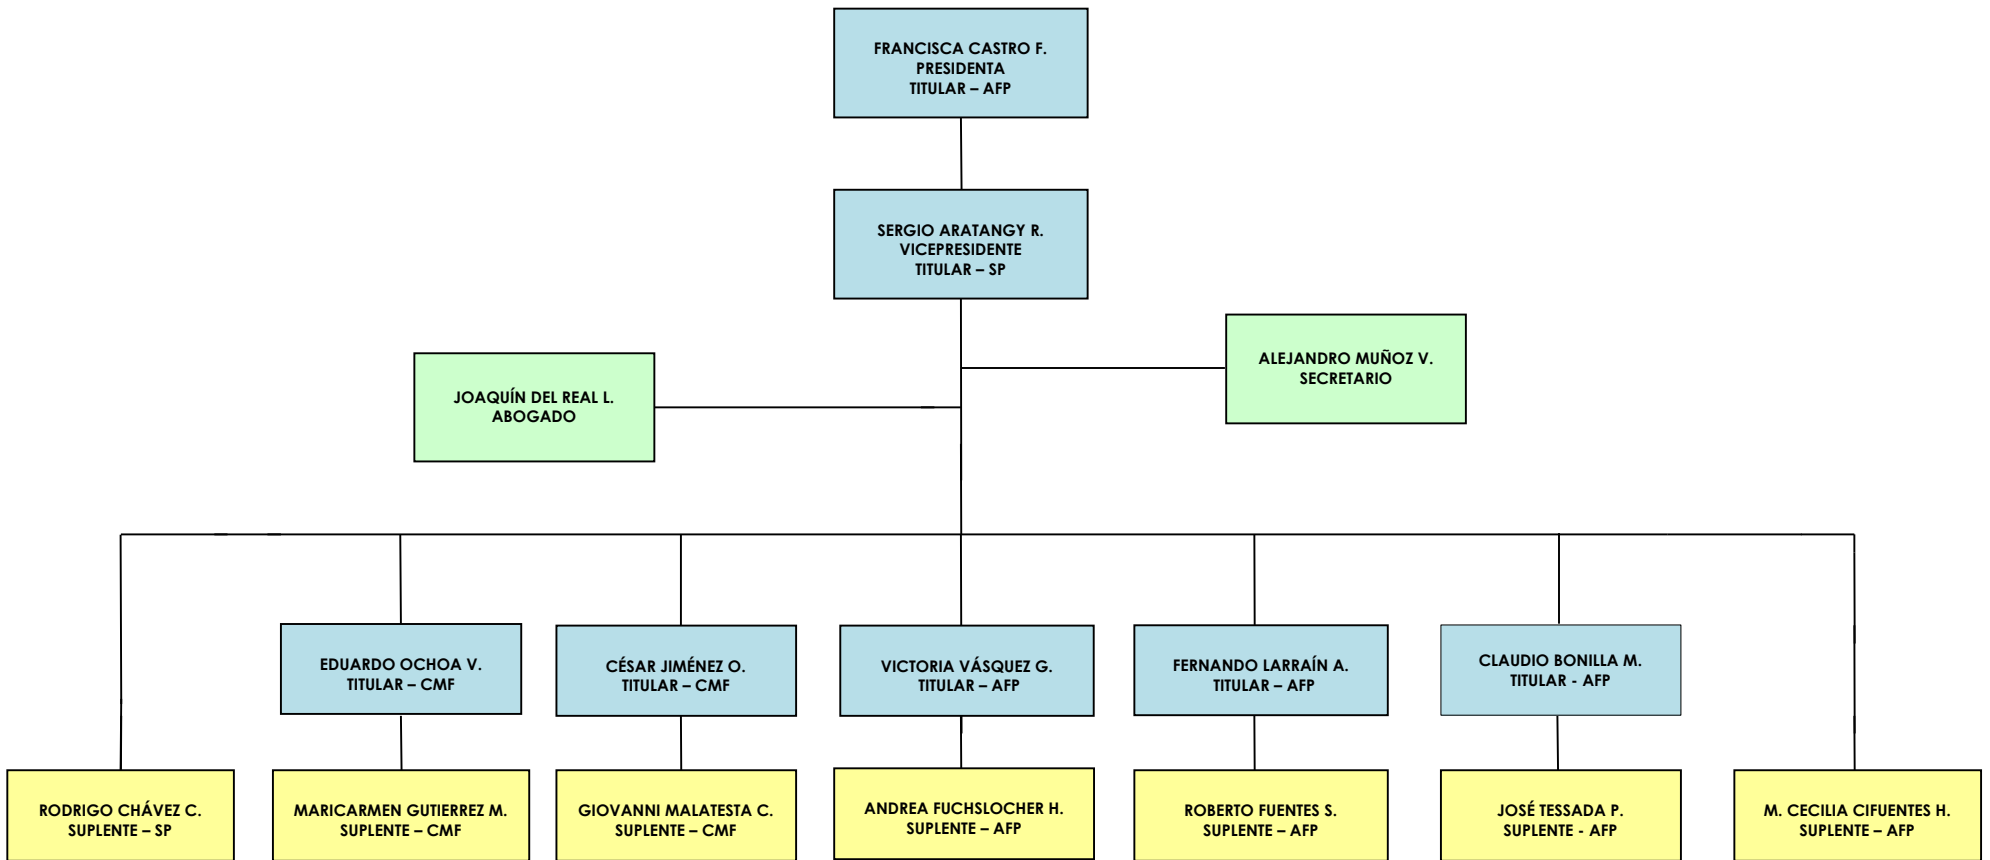 FRANCISCA CASTRO F.
PRESIDENTA
TITULAR – AFP
SERGIO ARATANGY R.
VICEPRESIDENTE
TITULAR – SP
ALEJANDRO MUÑOZ V.
SECRETARIO
JOAQUÍN DEL REAL L.
ABOGADO
EDUARDO OCHOA V.
TITULAR – CMF
CÉSAR JIMÉNEZ O.
TITULAR – CMF
VICTORIA VÁSQUEZ G.
TITULAR – AFP
FERNANDO LARRAÍN A.
TITULAR – AFP
CLAUDIO BONILLA M.
TITULAR - AFP
RODRIGO CHÁVEZ C.
SUPLENTE – SP
MARICARMEN GUTIERREZ M.
SUPLENTE – CMF
GIOVANNI MALATESTA C.
SUPLENTE – CMF
ANDREA FUCHSLOCHER H.
SUPLENTE – AFP
ROBERTO FUENTES S.
SUPLENTE – AFP
JOSÉ TESSADA P.
SUPLENTE - AFP
M. CECILIA CIFUENTES H.
SUPLENTE – AFP